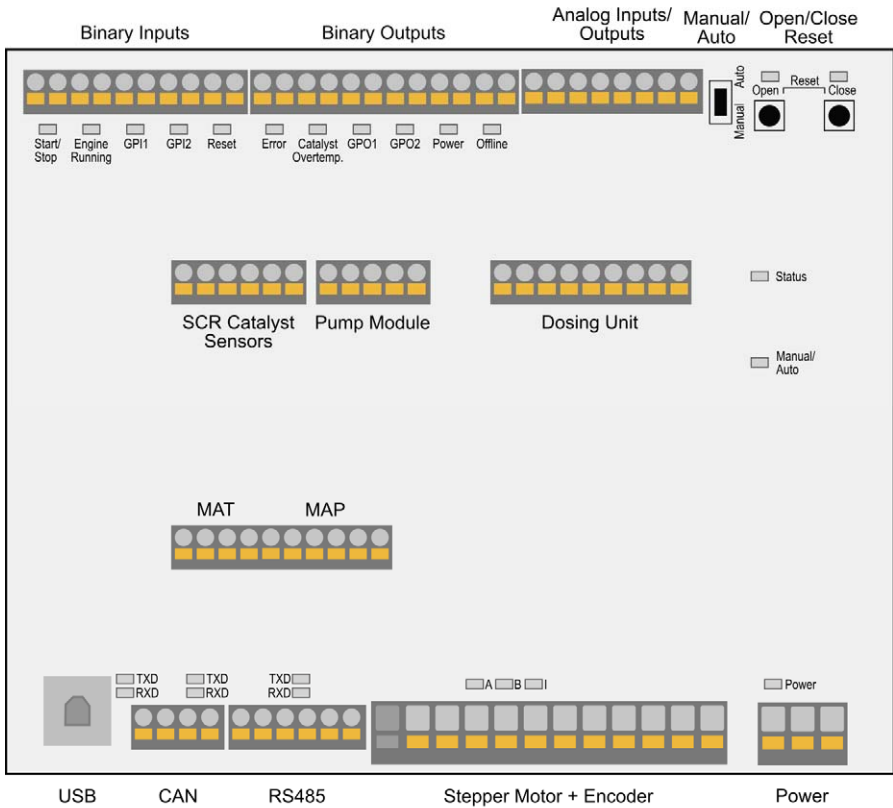 Binary Inputs
Binary Outputs
Analog Inputs/
Outputs
Manual/
Auto
Open/Close
Reset
Auto
Manual
Open
Reset
Close
Start/
Stop
Engine
Running
GPI1
GPI2
Reset
Error
Catalyst
Overtemp.
GPO1
GPO2
Power
Offline
SCR Catalyst
Sensors
Pump Module
Dosing Unit
Status
Manual/
Auto
MAT
MAP
TXD
RXD
TXD
RXD
TXD
RXD
A
B
I
Power
USB
CAN
RS485
Stepper Motor + Encoder
Power